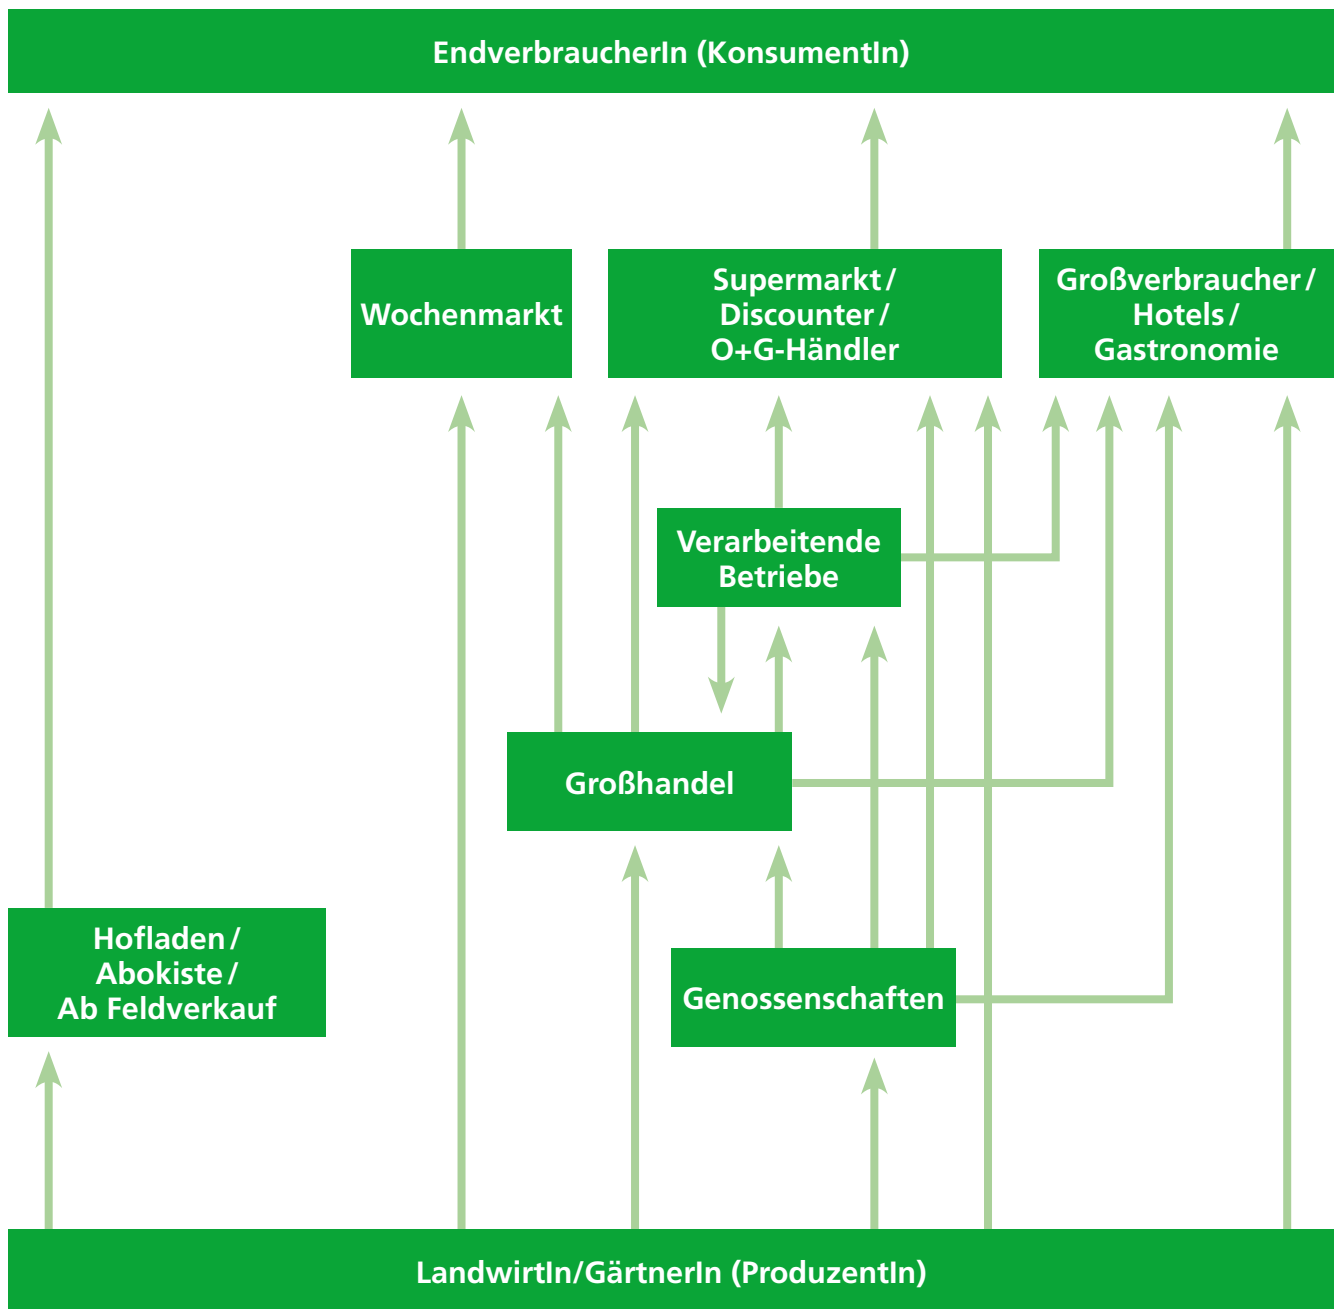 EndverbraucherIn (KonsumentIn)
Wochenmarkt
Supermarkt /
Discounter /
O+G-Händler
Großverbraucher /
Hotels /
Gastronomie
Verarbeitende
Betriebe
Großhandel
Hofladen /
Abokiste /
Ab Feldverkauf
Genossenschaften
LandwirtIn/GärtnerIn (ProduzentIn)